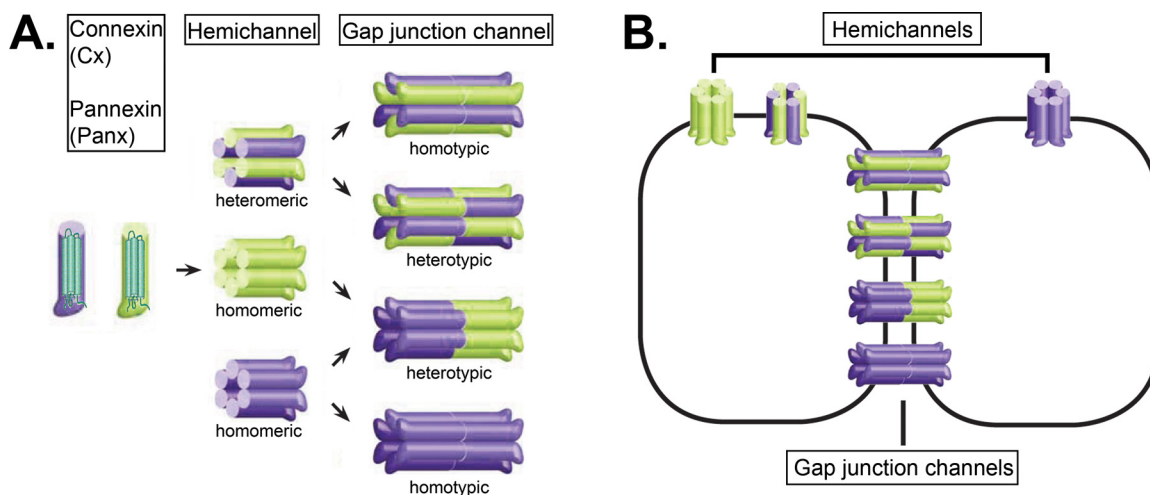 A.
Connexin
(Cx)
Pannexin
(Panx)
Hemichannel
Gap junction channel
heteromeric
homomeric
homomeric
homotypic
heterotypic
heterotypic
homotypic
B.
Hemichannels
Gap junction channels